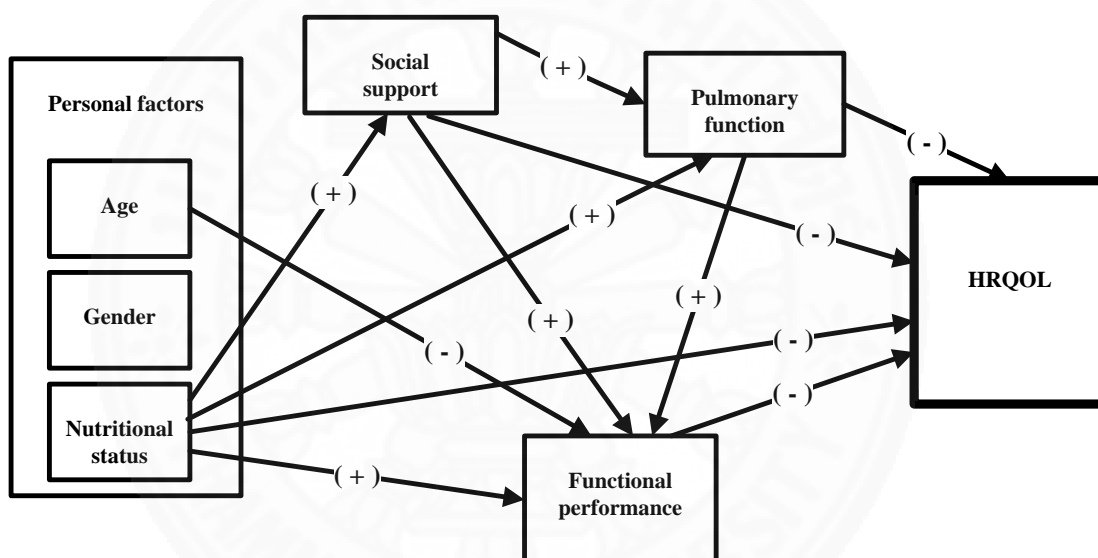 Social
support
( + )
Pulmonary
function
( - )
Personal factors
Age
( + )
( + )
( - )
HRQOL
Gender
( + )
( + )
( - )
( - )
( - )
Nutritional
status
( + )
Functional
performance